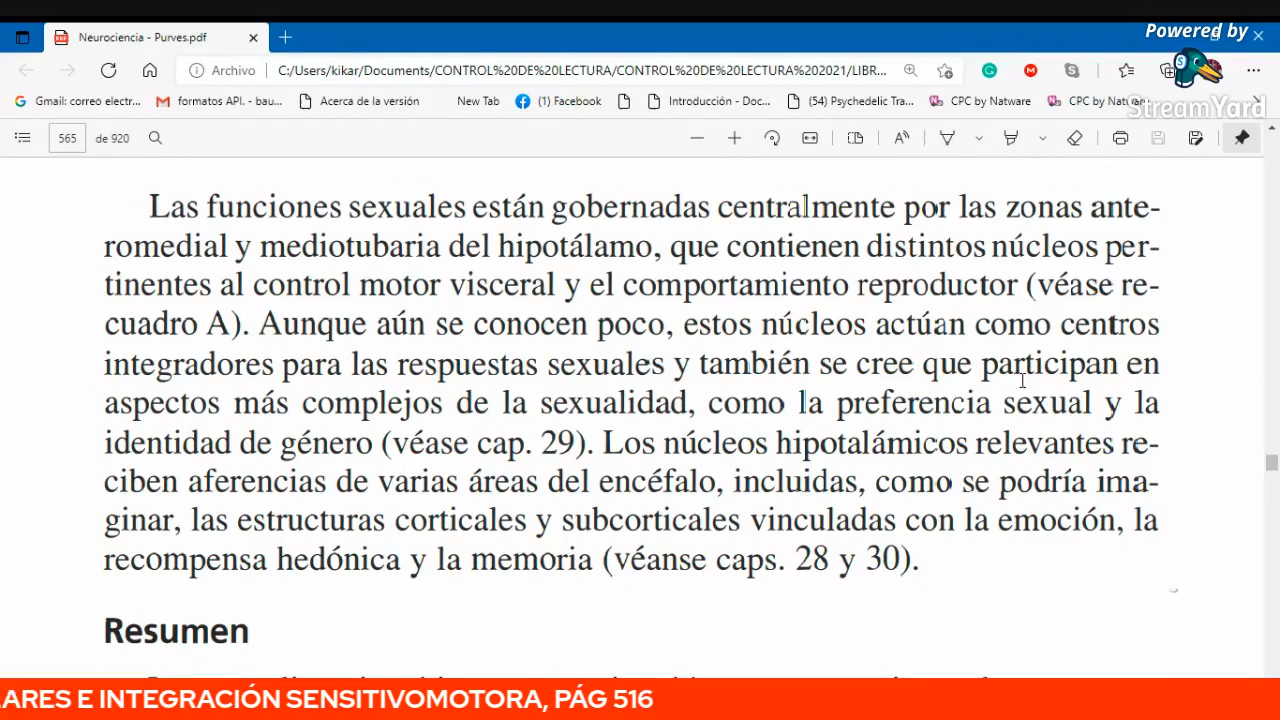 Powered by
Neurociencia - Purves.pdf
Archivo
C:/Users/kikar/Documents/CONTROL%20DE%20LECTURA/CONTROL%20DE%20LECTURA%202021/LIBR...
Gmail: correo electr...
formatos API. - bau...
Acerca de la versión
New Tab
(1) Facebook
Introducción - Doc...
(54) Psychedelic Tra...
CPC by Natware
CPC by Natware
StreamYard
565
de 920
Las funciones sexuales están gobernadas centralmente por las zonas ante-
romedial y mediotubaria del hipotálamo, que contienen distintos núcleos per-
tinentes al control motor visceral y el comportamiento reproductor (véase re-
cuadro A). Aunque aún se conocen poco, estos núcleos actúan como centros
integradores para las respuestas sexuales y también se cree que participan en
aspectos más complejos de la sexualidad, como la preferencia sexual y la
identidad de género (véase cap. 29). Los núcleos hipotalámicos relevantes re-
ciben aferencias de varias áreas del encéfalo, incluidas, como se podría ima-
ginar, las estructuras corticales y subcorticales vinculadas con la emoción, la
recompensa hedónica y la memoria (véanse caps. 28 y 30).
Resumen
ARES E INTEGRACIÓN SENSITIVOMOTORA, PÁG 516